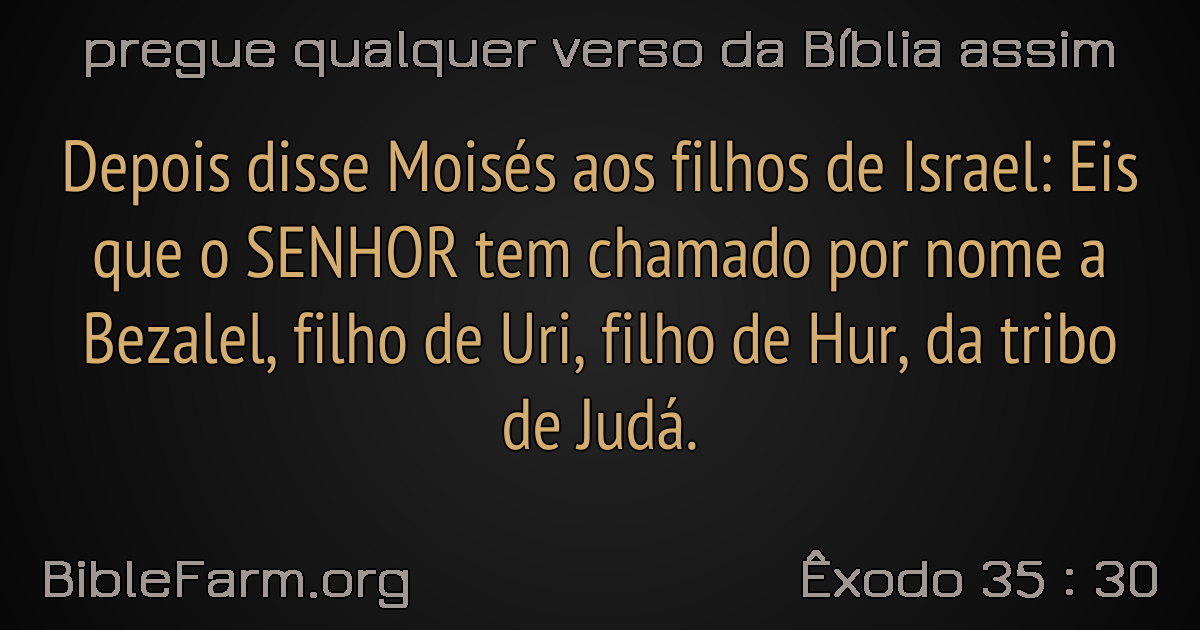 pregue qualquer verso da Bíblia assim
Depois disse Moisés aos filhos de Israel: Eis
que o SENHOR tem chamado por nome a
Bezalel, filho de Uri, filho de Hur, da tribo
de Judá.
BibleFarm.org
Êxodo 35 : 30